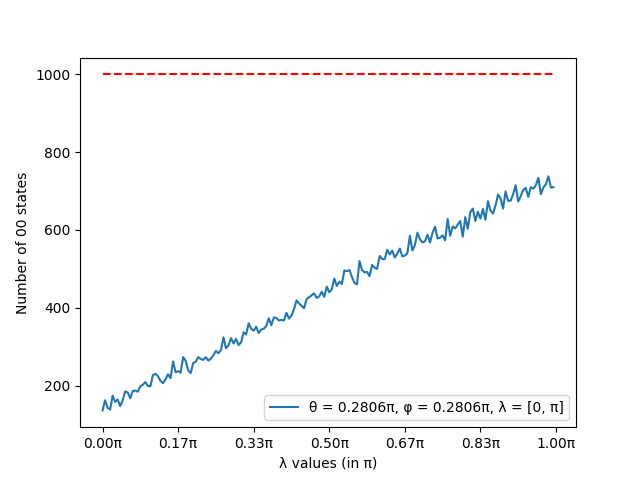 1000
800
600
400
200
Number of 00 states
θ = 0.2806π, φ = 0.2806π, λ = [0, π]
0.00π 0.17π 0.33π 0.50π 0.67π 0.83π 1.00π
λ values (in π)